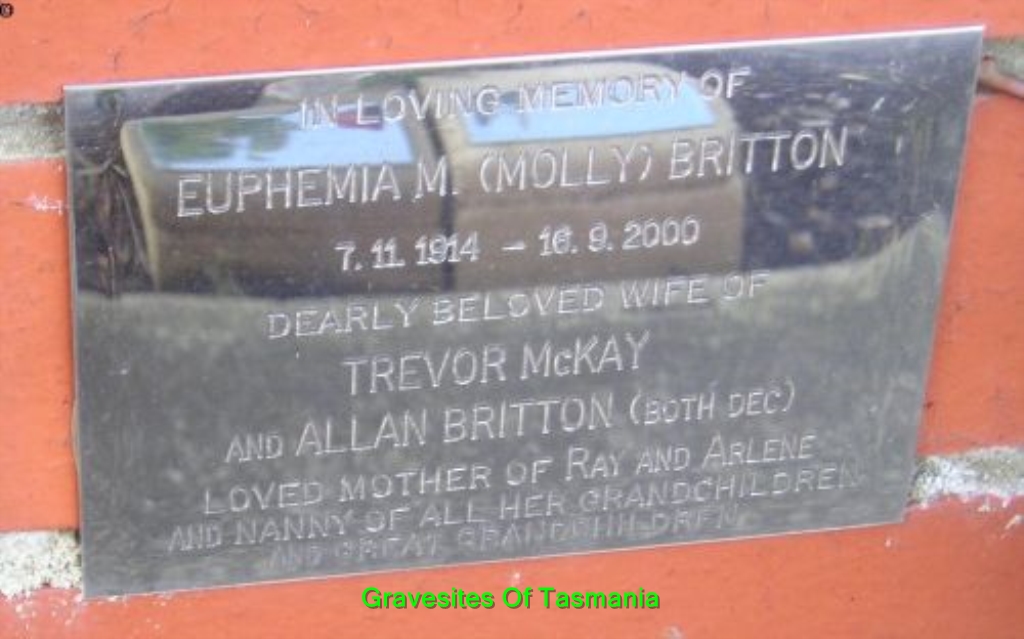 IN LOVING MEMORY OF
EUPHEMIA M. (MOLLY) BRITTON
7.11.1914 - 16.9.2000
DEARLY BELOVED WIFE OF
TREVOR McKAY
AND ALLAN BRITTON (BOTH DEC)
LOVED MOTHER OF RAY AND ARLENE
AND NANNY OF ALL HER GRANDCHILDREN
AND GREAT GRANDCHILDREN
Gravesites Of Tasmania